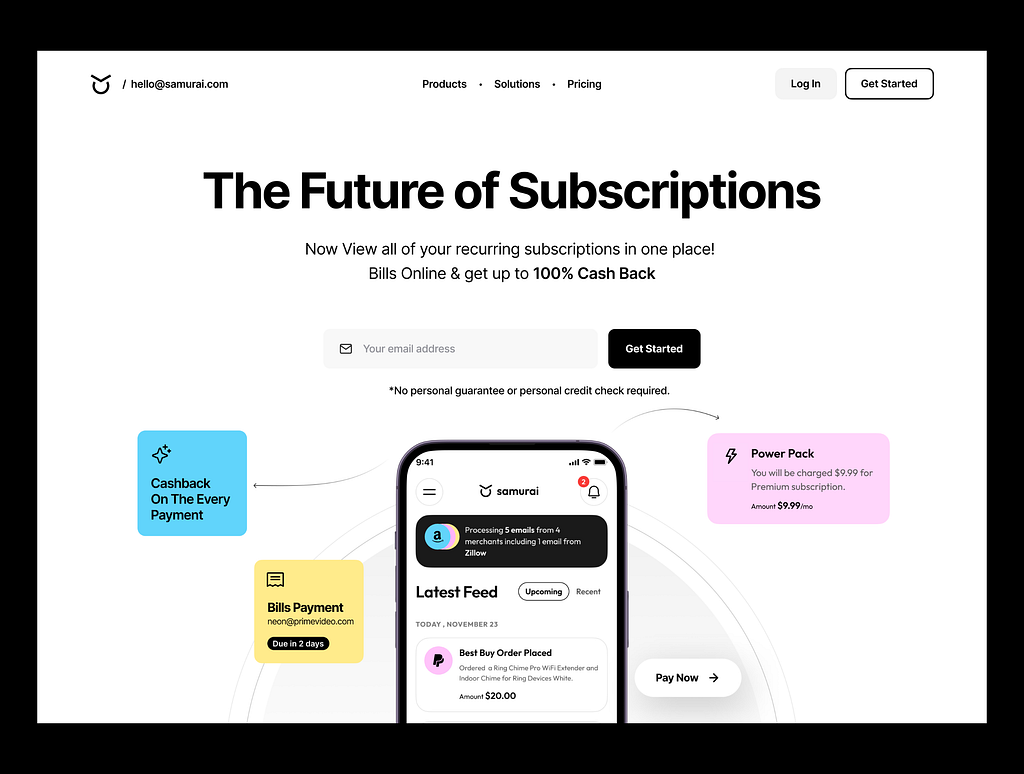 / hello@samurai.com
Products • Solutions • Pricing
Log In
Get Started
The Future of Subscriptions
Now View all of your recurring subscriptions in one place!
Bills Online & get up to 100% Cash Back
Your email address
Get Started
*No personal guarantee or personal credit check required.
Cashback
On The Every
Payment
Bills Payment
neon@primevideo.com
Due in 2 days
9:41
samurai
2
a
Processing 5 emails from 4
merchants including 1 email from
Zillow
Latest Feed
Upcoming
Recent
TODAY , NOVEMBER 23
Best Buy Order Placed
Ordered a Ring Chime Pro WiFi Extender and
Indoor Chime for Ring Devices White.
Amount $20.00
Power Pack
You will be charged $9.99 for
Premium subscription.
Amount $9.99/mo
Pay Now →